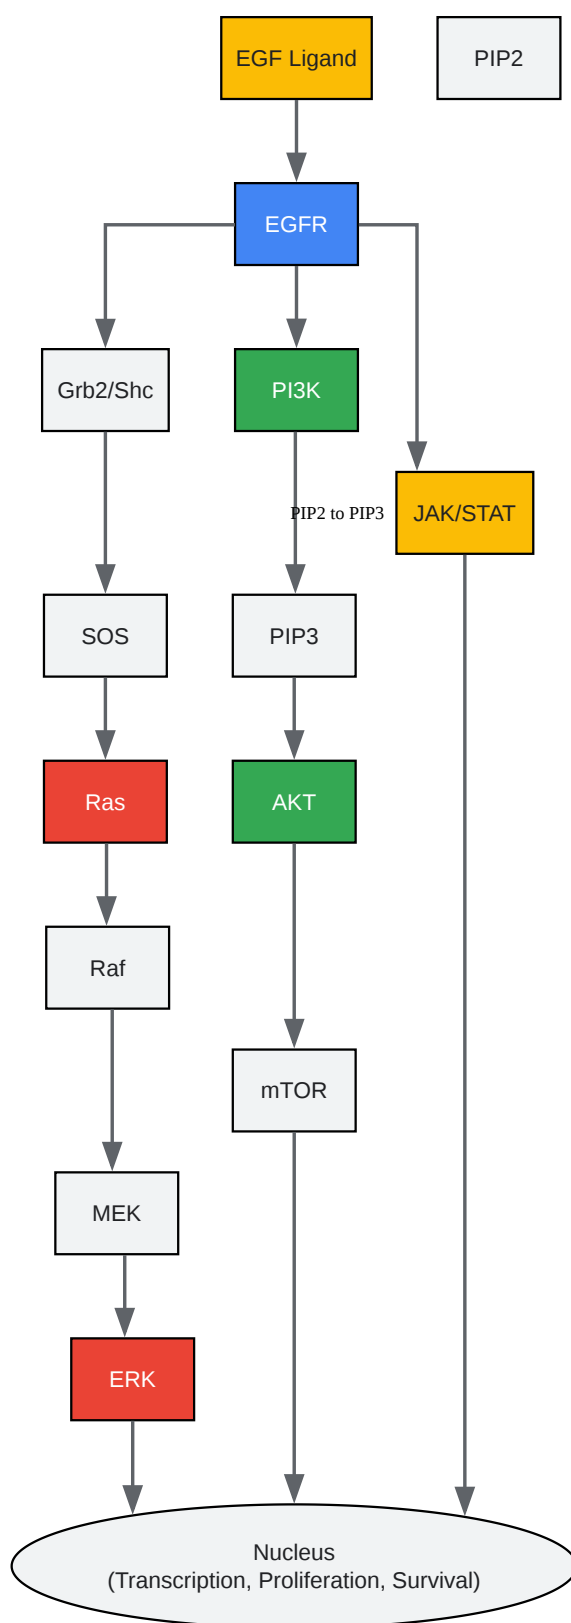 EGF Ligand
PIP2
EGFR
Grb2/Shc
PI3K
PIP2 to PIP3
JAK/STAT
SOS
PIP3
Ras
AKT
Raf
mTOR
MEK
ERK
Nucleus
(Transcription, Proliferation, Survival)